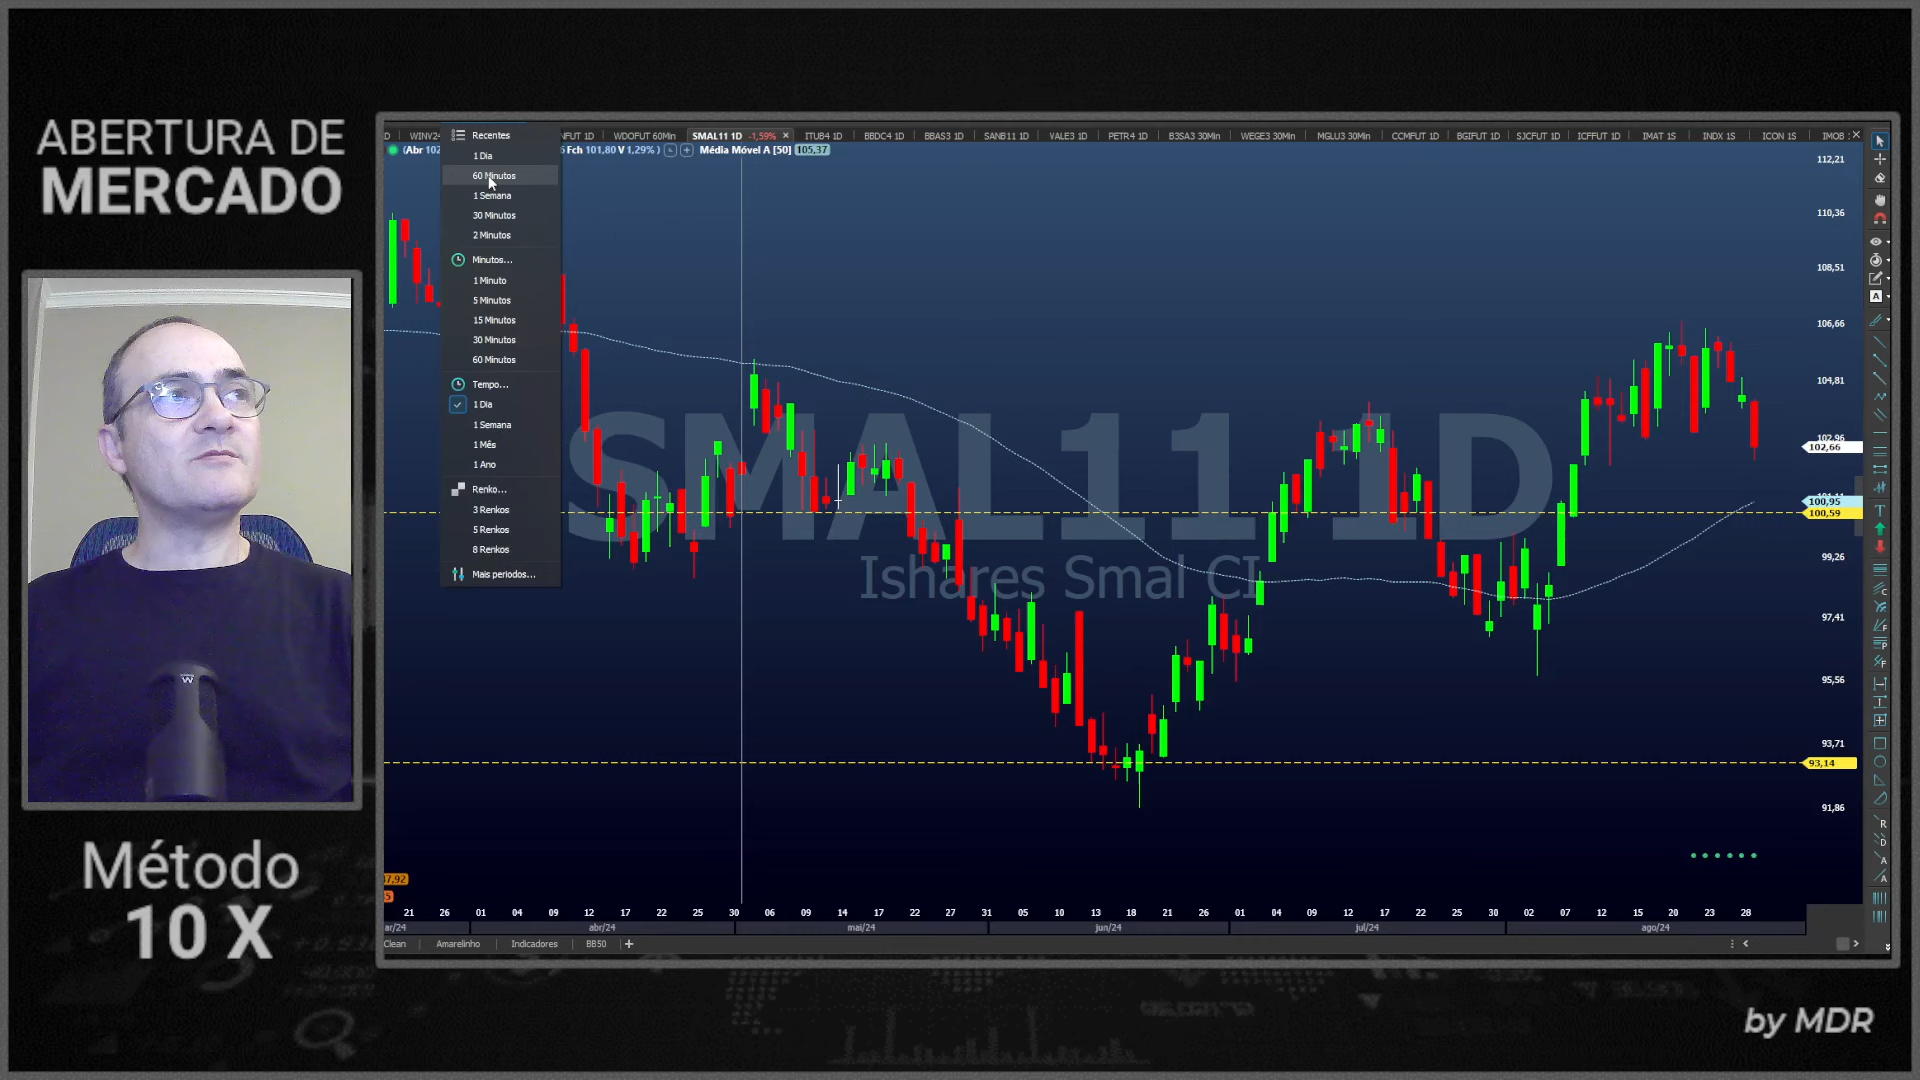 ABERTURA DE
MERCADO
Método
10 X
by MDR
WINV24
NFUT 1D
WDOFUT 60Min
SMAL11 1D
-1,59%
ITUB4 1D
BBDC4 1D
BBAS3 1D
SANB11 1D
VALE3 1D
PETR4 1D
B3SA3 30Min
WEGE3 30Min
MGLU3 30Min
CCMFUT 1D
BGIFUT 1D
SJCFUT 1D
ICFFUT 1D
IMAT 1S
INDX 1S
ICON 1S
IMOB
(Abr 102
Fch 101,80 V 1,29% )
Média Móvel A [50]
105,37
Recentes
1 Dia
60 Minutos
1 Semana
30 Minutos
2 Minutos
Minutos...
1 Minuto
5 Minutos
15 Minutos
30 Minutos
60 Minutos
Tempo...
1 Dia
1 Semana
1 Mês
1 Ano
Renko...
3 Renkos
5 Renkos
8 Renkos
Mais periodos...
SMAL11 1D
Ishares Smal CI
112,21
110,36
108,51
106,66
104,81
102,96
102,66
100,95
100,59
99,26
97,41
95,56
93,71
93,14
91,86
21 26 01 04 09 12 17 22 25 30 06 09 14 17 22 27 31 05 10 13 18 21 26 01 04 09 12 17 22 25 30 02 07 12 15 20 23 28
ar/24 abr/24 mai/24 jun/24 jul/24 ago/24
Clean
Amarelinho
Indicadores
BB50
+